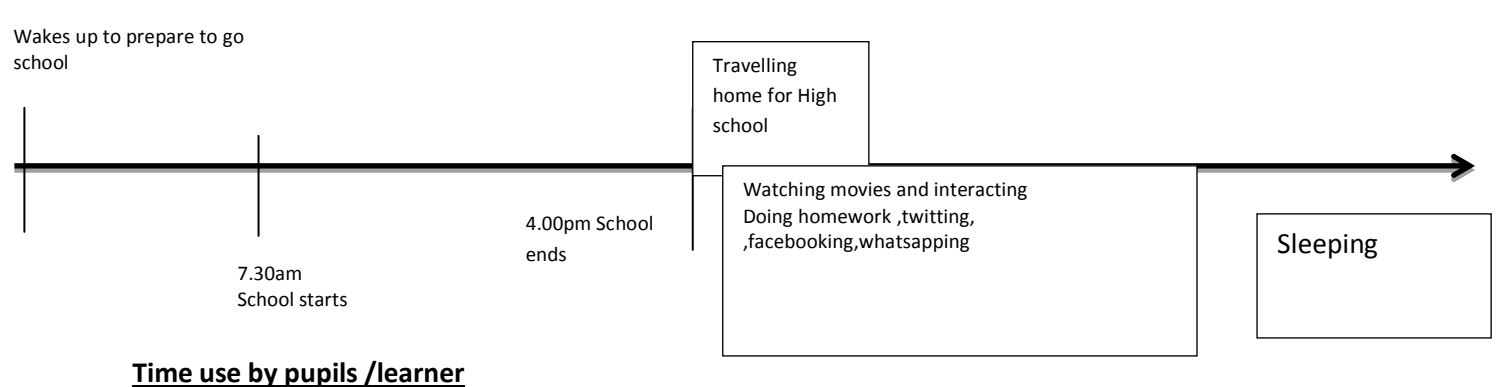 Wakes up to prepare to go
school
Travelling
home for High
school
Watching movies and interacting
Doing homework ,twitting,
,facebooking,whatsapping
4.00pm School
ends
Sleeping
7.30am
School starts
Time use by pupils /learner